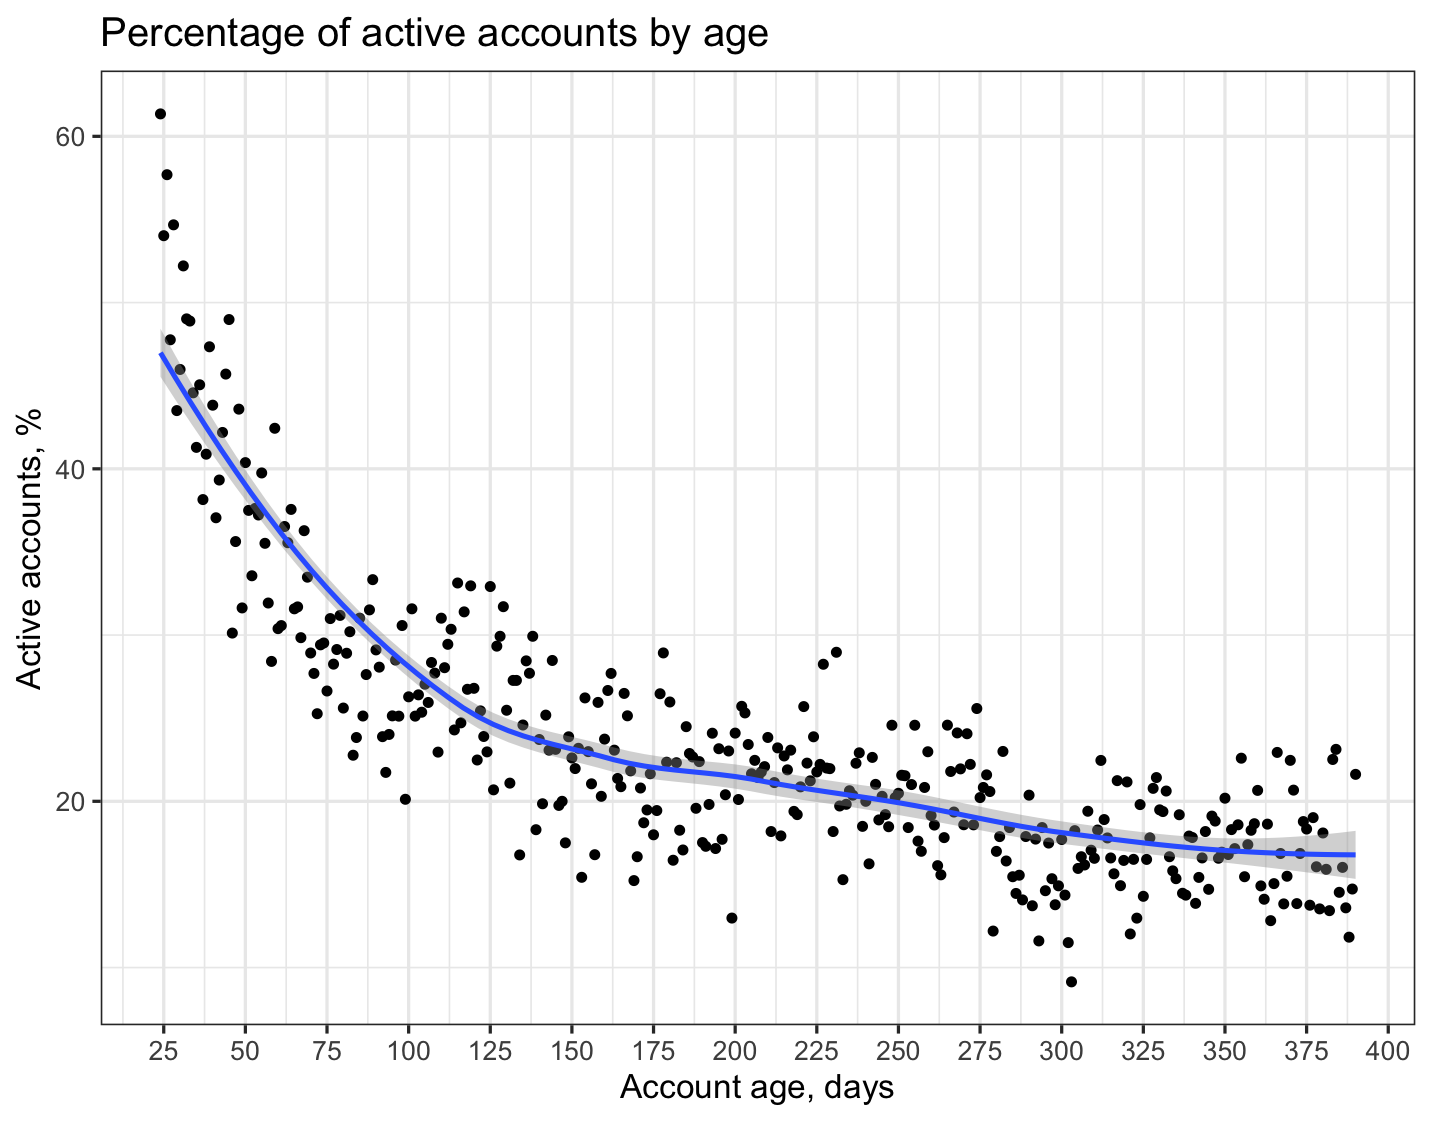 Percentage of active accounts by age
Active accounts, %
60
40
20
25 50 75 100 125 150 175 200 225 250 275 300 325 350 375 400
Account age, days